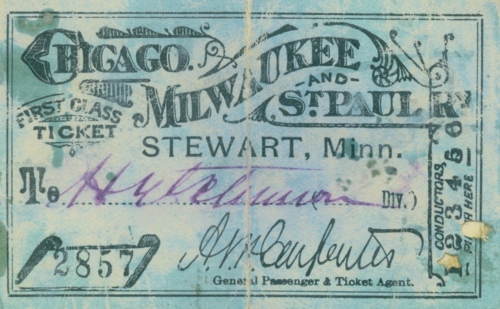 CHICAGO,
MILWAUKEE
—AND—
ST. PAUL RY
FIRST CLASS
TICKET
STEWART, Minn.
To Hutchinson (Div.)
2857
A.V.H. Carpenter
General Passenger & Ticket Agent.
CONDUCTORS
1 2 3 4 5 6
PUNCH HERE